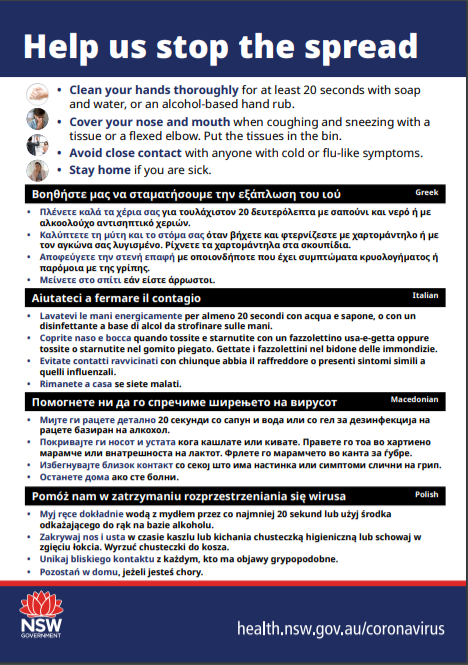 Help us stop the spread
• Clean your hands thoroughly for at least 20 seconds with soap
and water, or an alcohol-based hand rub.
• Cover your nose and mouth when coughing and sneezing with a
tissue or a flexed elbow. Put the tissues in the bin.
• Avoid close contact with anyone with cold or flu-like symptoms.
• Stay home if you are sick.
Βοηθήστε μας να σταματήσουμε την εξάπλωση του ιού Greek
• Πλένετε καλά τα χέρια σας για τουλάχιστον 20 δευτερόλεπτα με σαπούνι και νερό ή με
αλκοολούχο αντισηπτικό χεριών.
• Καλύπτετε τη μύτη και το στόμα σας όταν βήχετε και φτερνίζεστε με χαρτομάντηλο ή με
τον αγκώνα σας λυγισμένο. Ρίχνετε τα χαρτομάντηλα στα σκουπίδια.
• Αποφεύγετε την στενή επαφή με οποιονδήποτε που έχει συμπτώματα κρυολογήματος ή
παρόμοια με της γρίπης.
• Μείνετε στο σπίτι εάν είστε άρρωστοι.
Aiutateci a fermare il contagio Italian
• Lavatevi le mani energicamente per almeno 20 secondi con acqua e sapone, o con un
disinfettante a base di alcol da strofinare sulle mani.
• Coprite naso e bocca quando tossite e starnutite con un fazzolettino usa-e-getta oppure
tossite o starnutite nel gomito piegato. Gettate i fazzolettini nel bidone delle immondizie.
• Evitate contatti ravvicinati con chiunque abbia il raffreddore o presenti sintomi simili a
quelli influenzali.
• Rimanete a casa se siete malati.
Помогнете ни да го спречиме ширењето на вирусот Macedonian
• Мијте ги рацете детално 20 секунди со сапун и вода или со гел за дезинфекција на
рацете базиран на алкохол.
• Покривајте ги носот и устата кога кашлате или кивате. Правете го тоа во хартиено
марамче или внатрешноста на лактот. Фрлете го марамчето во канта за ѓубре.
• Избегнувајте близок контакт со секој што има настинка или симптоми слични на грип.
• Останете дома ако сте болни.
Pomóż nam w zatrzymaniu rozprzestrzeniania się wirusa Polish
• Myj ręce dokładnie wodą z mydłem przez co najmniej 20 sekund lub użyj środka
odkażającego do rąk na bazie alkoholu.
• Zakrywaj nos i usta w czasie kaszlu lub kichania chusteczką higieniczną lub schowaj w
zgięciu łokcia. Wyrzuć chusteczki do kosza.
• Unikaj bliskiego kontaktu z każdym, kto ma objawy grypopodobne.
• Pozostań w domu, jeżeli jesteś chory.
NSW
GOVERNMENT
health.nsw.gov.au/coronavirus